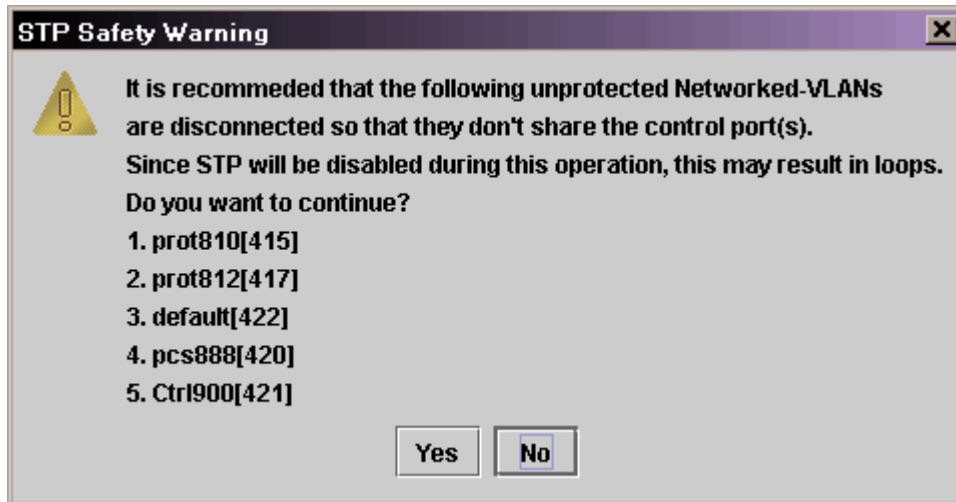 STP Safety Warning
It is recommeded that the following unprotected Networked-VLANs
are disconnected so that they don't share the control port(s).
Since STP will be disabled during this operation, this may result in loops.
Do you want to continue?
1. prot810[415]
2. prot812[417]
3. default[422]
4. pcs888[420]
5. Ctrl900[421]
Yes No